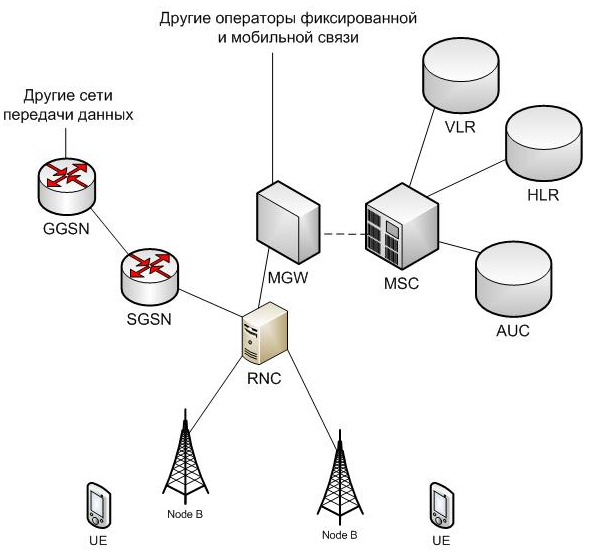 Другие операторы фиксированной
и мобильной связи
Другие сети
передачи данных
VLR
HLR
GGSN
MGW
MSC
SGSN
AUC
RNC
Node B
Node B
UE
UE